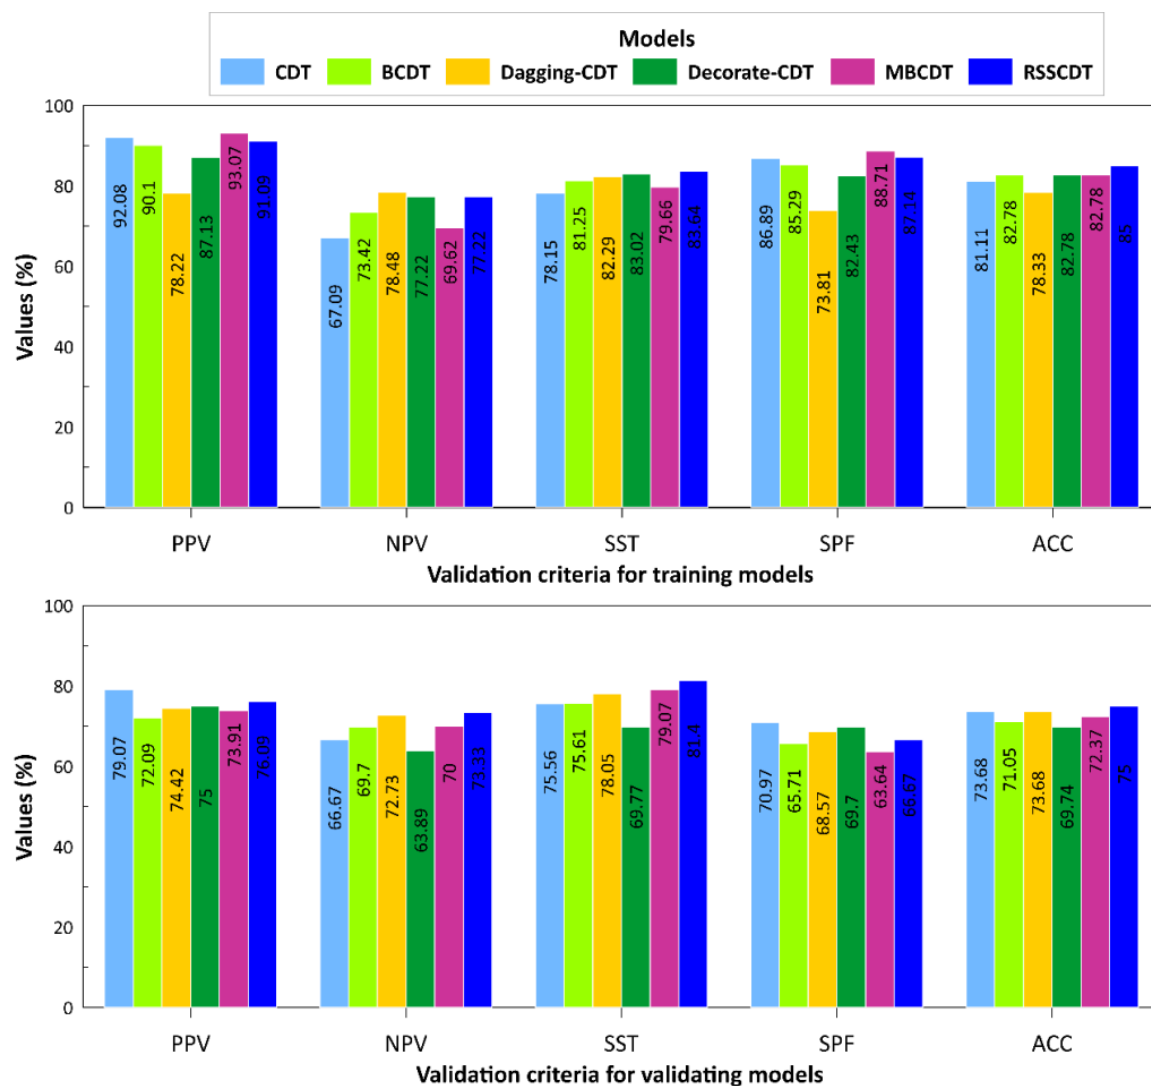 Models
CDT BCDT Dagging-CDT Decorate-CDT MBCDT RSSCDT
Values (%)
100
80
60
40
20
0
92.08 90.1 78.22 87.13 93.07 91.09
67.09 73.42 78.48 77.22 69.62 77.22
78.15 81.25 82.29 83.02 79.66 83.64
86.89 85.29 73.81 82.43 88.71 87.14
81.11 82.78 78.33 82.78 82.78 85
PPV NPV SST SPF ACC
Validation criteria for training models
Values (%)
100
80
60
40
20
0
79.07 72.09 74.42 75 73.91 76.09
66.67 69.7 72.73 63.89 70 73.33
75.56 75.61 78.05 69.77 79.07 81.4
70.97 65.71 68.57 69.7 63.64 66.67
73.68 71.05 73.68 69.74 72.37 75
PPV NPV SST SPF ACC
Validation criteria for validating models